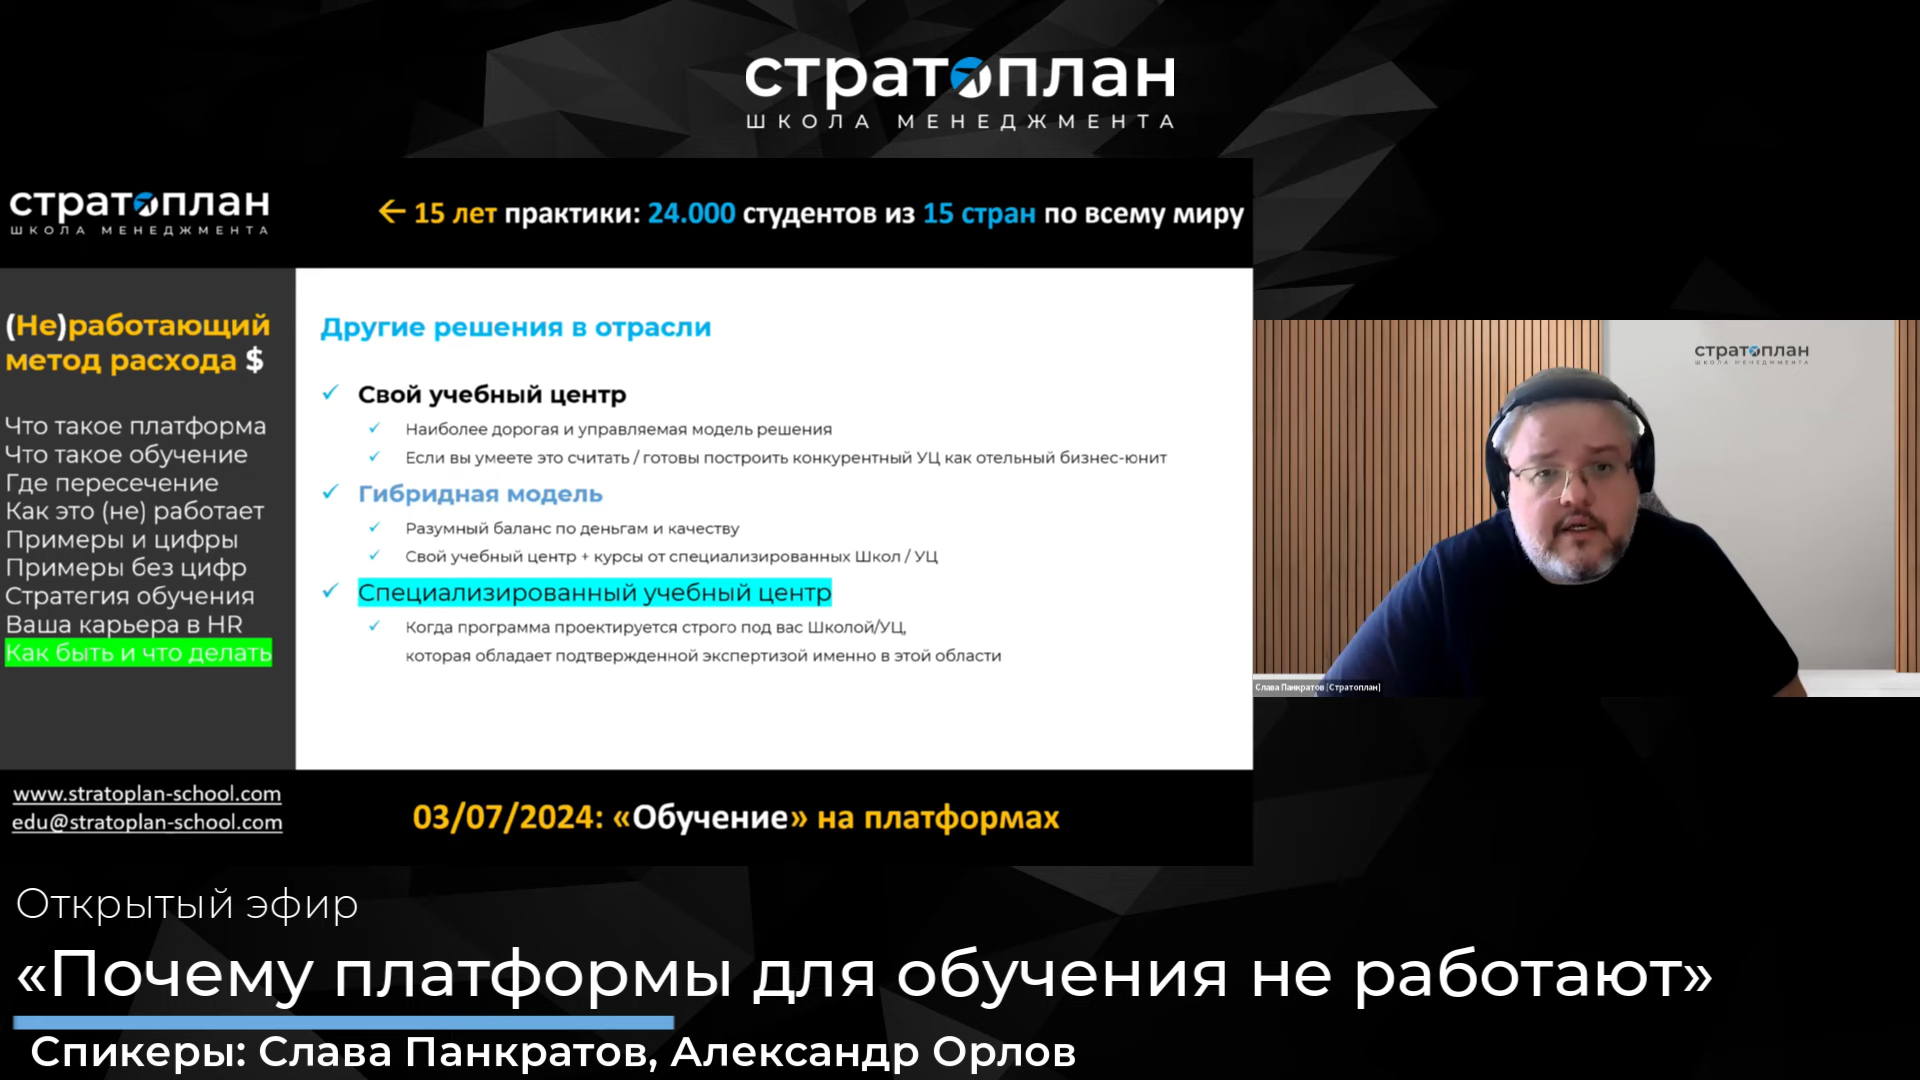 стратоплан
ШКОЛА МЕНЕДЖМЕНТА
стратоплан
ШКОЛА МЕНЕДЖМЕНТА
← 15 лет практики: 24.000 студентов из 15 стран по всему миру
(Не)работающий
метод расхода $
Что такое платформа
Что такое обучение
Где пересечение
Как это (не) работает
Примеры и цифры
Примеры без цифр
Стратегия обучения
Ваша карьера в HR
Как быть и что делать
Другие решения в отрасли
✓ Свой учебный центр
✓ Наиболее дорогая и управляемая модель решения
✓ Если вы умеете это считать / готовы построить конкурентный УЦ как отельный бизнес-юнит
✓ Гибридная модель
✓ Разумный баланс по деньгам и качеству
✓ Свой учебный центр + курсы от специализированных Школ / УЦ
✓ Специализированный учебный центр
✓ Когда программа проектируется строго под вас Школой/УЦ,
которая обладает подтвержденной экспертизой именно в этой области
стратоплан
ШКОЛА МЕНЕДЖМЕНТА
Слава Панкратов [Стратоплан]
www.stratoplan-school.com
edu@stratoplan-school.com
03/07/2024: «Обучение» на платформах
Открытый эфир
«Почему платформы для обучения не работают»
Спикеры: Слава Панкратов, Александр Орлов